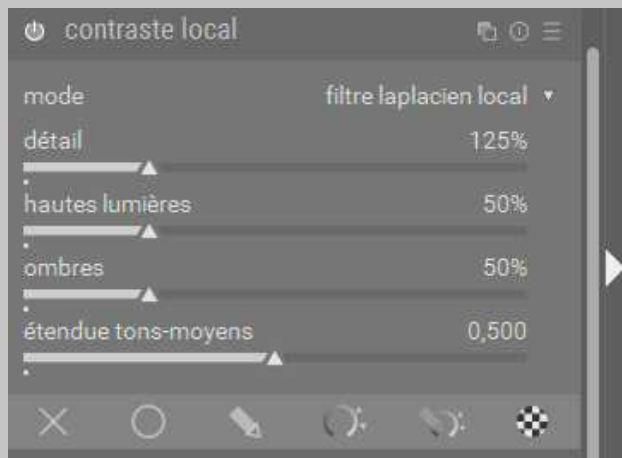 contraste local
mode filtre laplacien local
détail 125%
hautes lumières 50%
ombres 50%
étendue tons-moyens 0,500